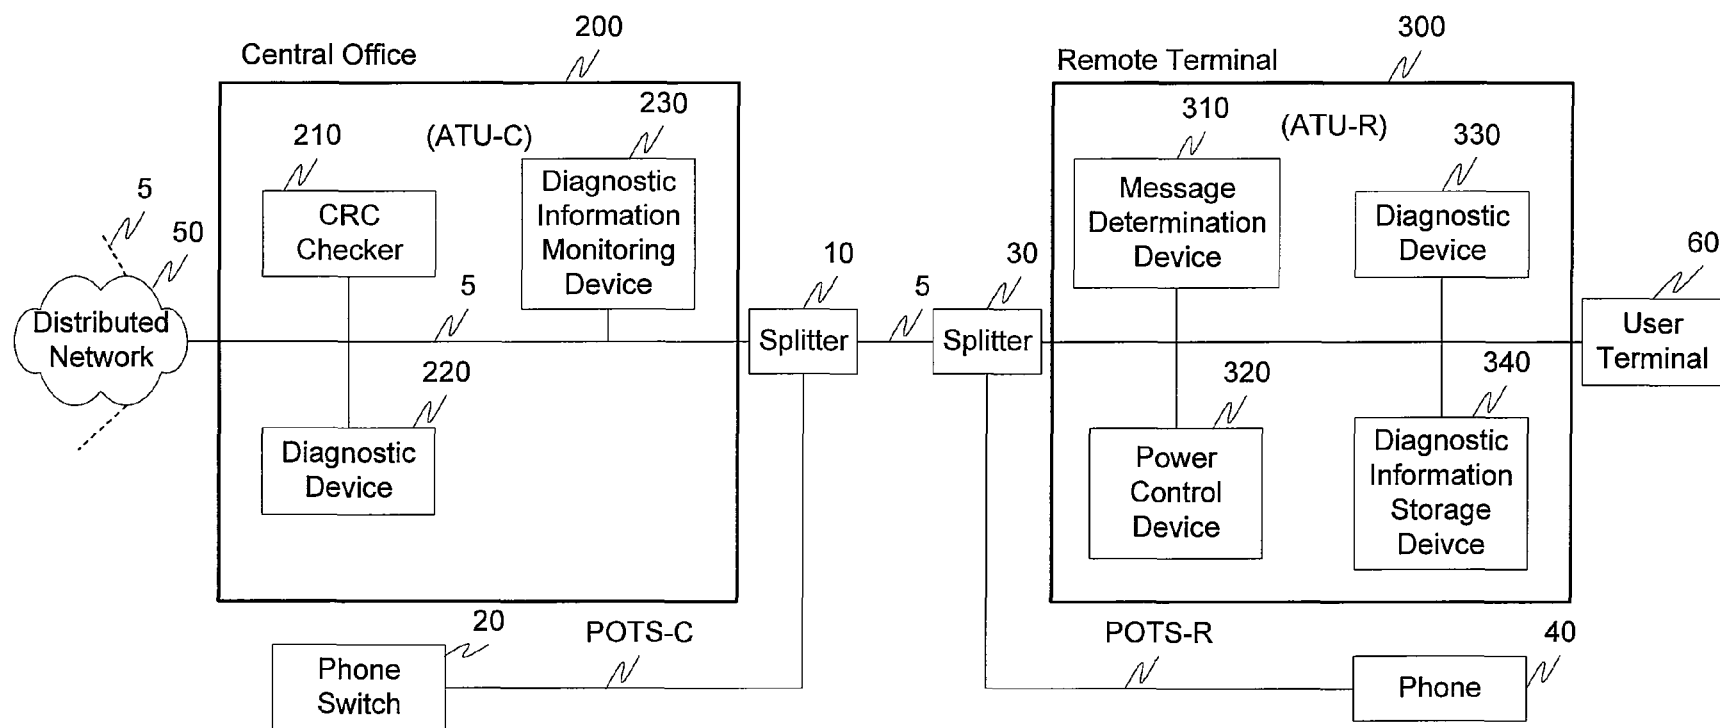 200
Central Office
300
Remote Terminal
230
210
(ATU-C)
310
(ATU-R)
330
5
50
CRC
Checker
Diagnostic
Information
Monitoring
Device
Message
Determination
Device
Diagnostic
Device
10
5
30
60
5
Distributed
Network
Splitter
Splitter
User
Terminal
220
320
340
Diagnostic
Device
Power
Control
Device
Diagnostic
Information
Storage
Deivce
20
POTS-C
POTS-R
40
Phone
Switch
Phone